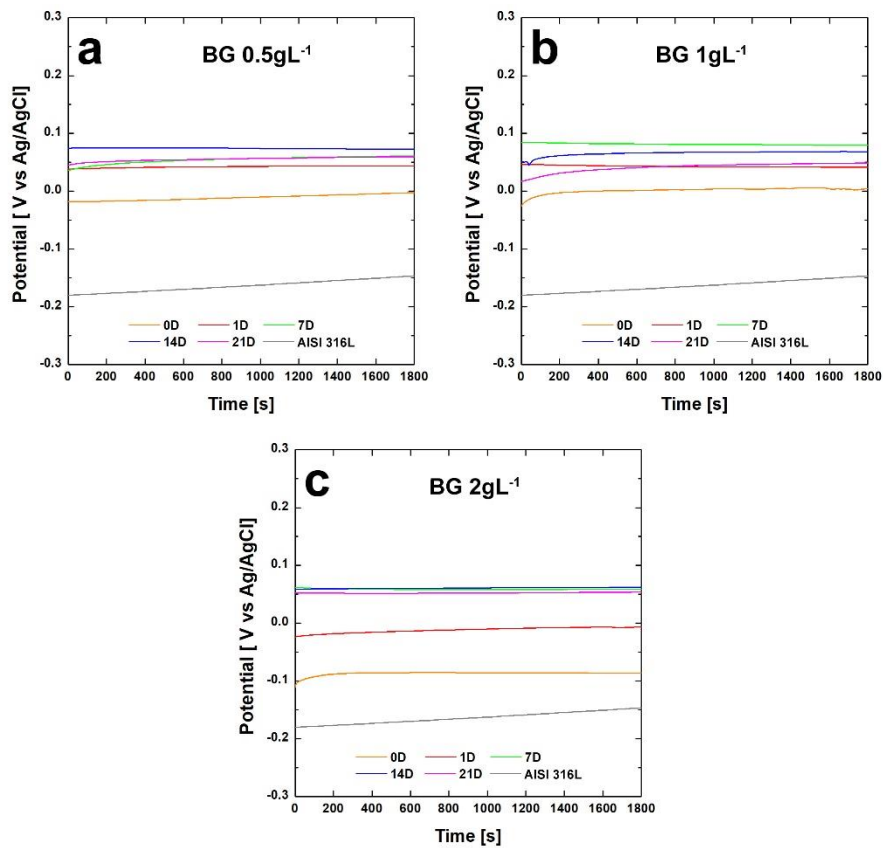 a
BG 0.5gL⁻¹
Potential [ V vs Ag/AgCl]
0.3
0.2
0.1
0.0
-0.1
-0.2
-0.3
0D 1D 7D
14D 21D AISI 316L
0 200 400 600 800 1000 1200 1400 1600 1800
Time [s]
b
BG 1gL⁻¹
Potential [ V vs Ag/AgCl]
0.3
0.2
0.1
0.0
-0.1
-0.2
-0.3
0D 1D 7D
14D 21D AISI 316L
0 200 400 600 800 1000 1200 1400 1600 1800
Time [s]
c
BG 2gL⁻¹
Potential [ V vs Ag/AgCl]
0.3
0.2
0.1
0.0
-0.1
-0.2
-0.3
0D 1D 7D
14D 21D AISI 316L
0 200 400 600 800 1000 1200 1400 1600 1800
Time [s]